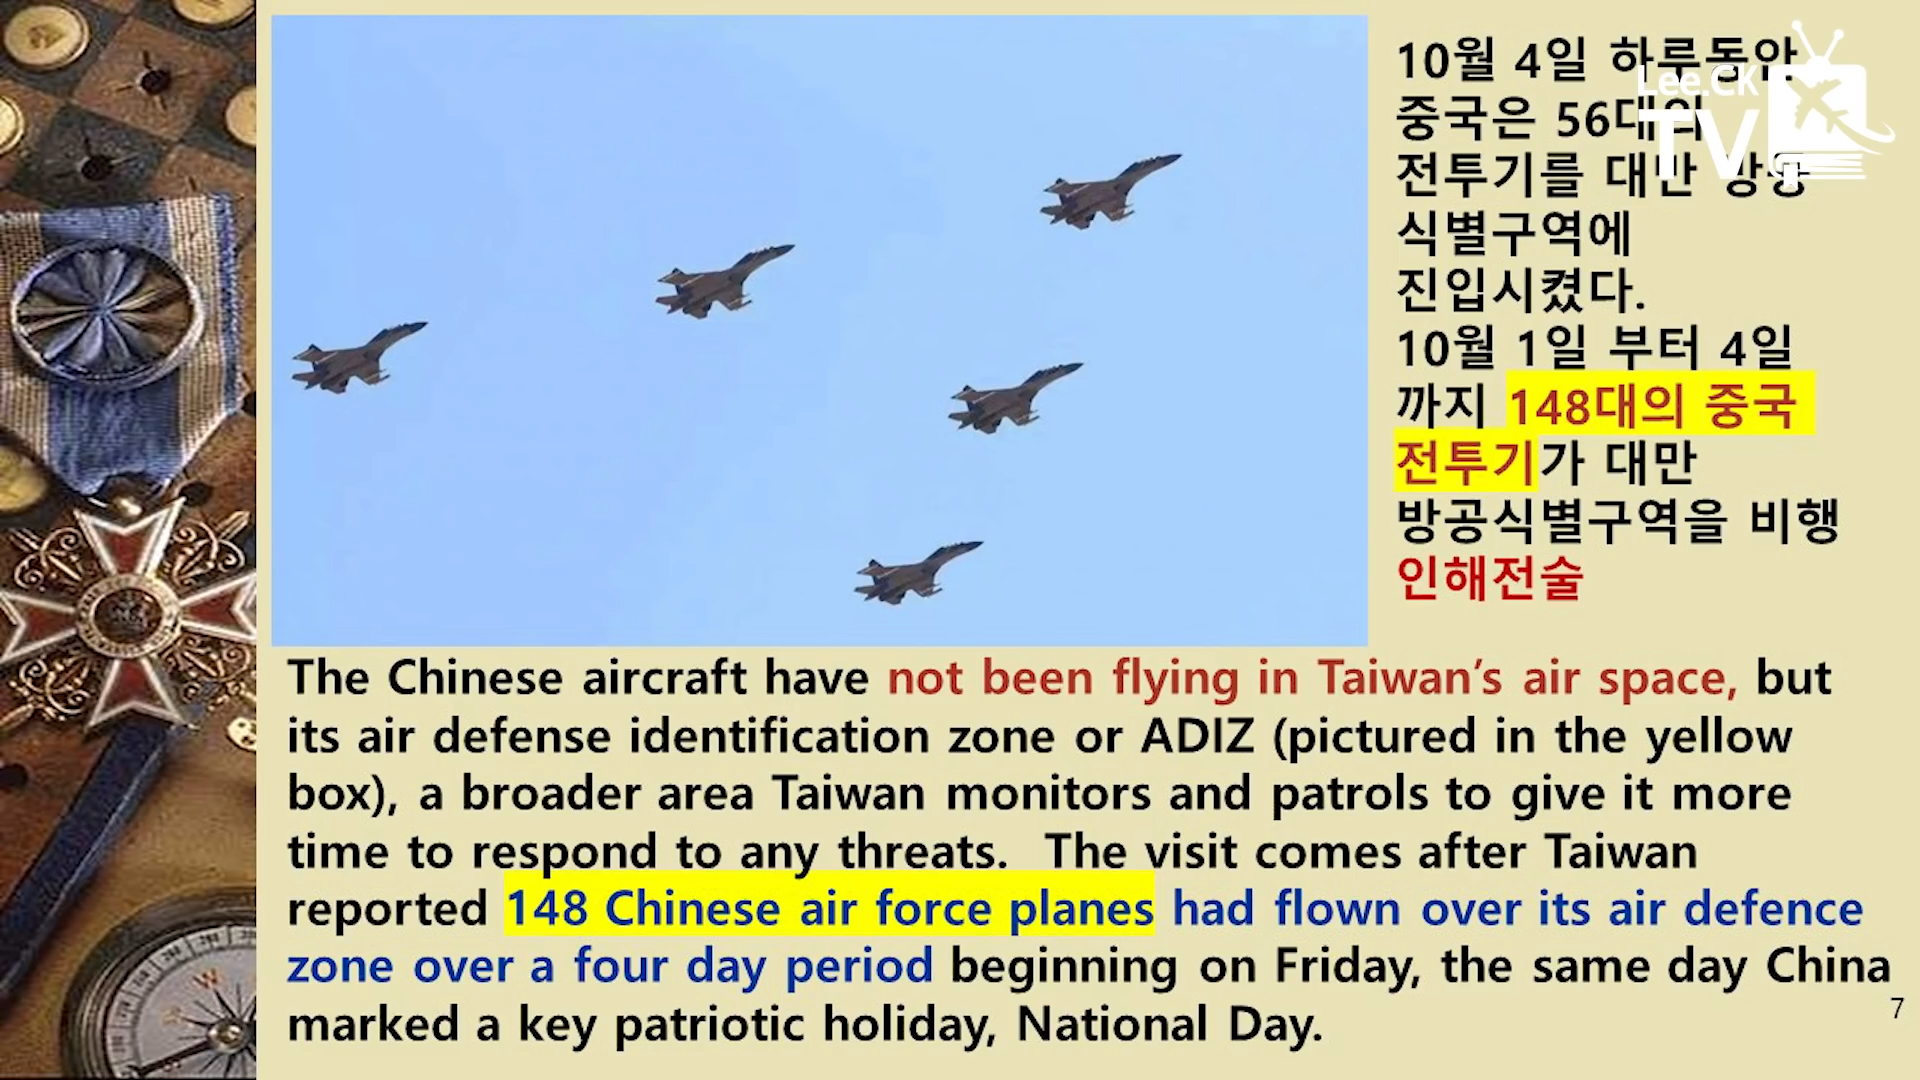 10월 4일 하루동안
중국은 56대의
전투기를 대만 방공
식별구역에
진입시켰다.
10월 1일 부터 4일
까지 148대의 중국
전투기가 대만
방공식별구역을 비행
인해전술
Lee.CK
TV
The Chinese aircraft have not been flying in Taiwan’s air space, but
its air defense identification zone or ADIZ (pictured in the yellow
box), a broader area Taiwan monitors and patrols to give it more
time to respond to any threats. The visit comes after Taiwan
reported 148 Chinese air force planes had flown over its air defence
zone over a four day period beginning on Friday, the same day China
marked a key patriotic holiday, National Day.
7